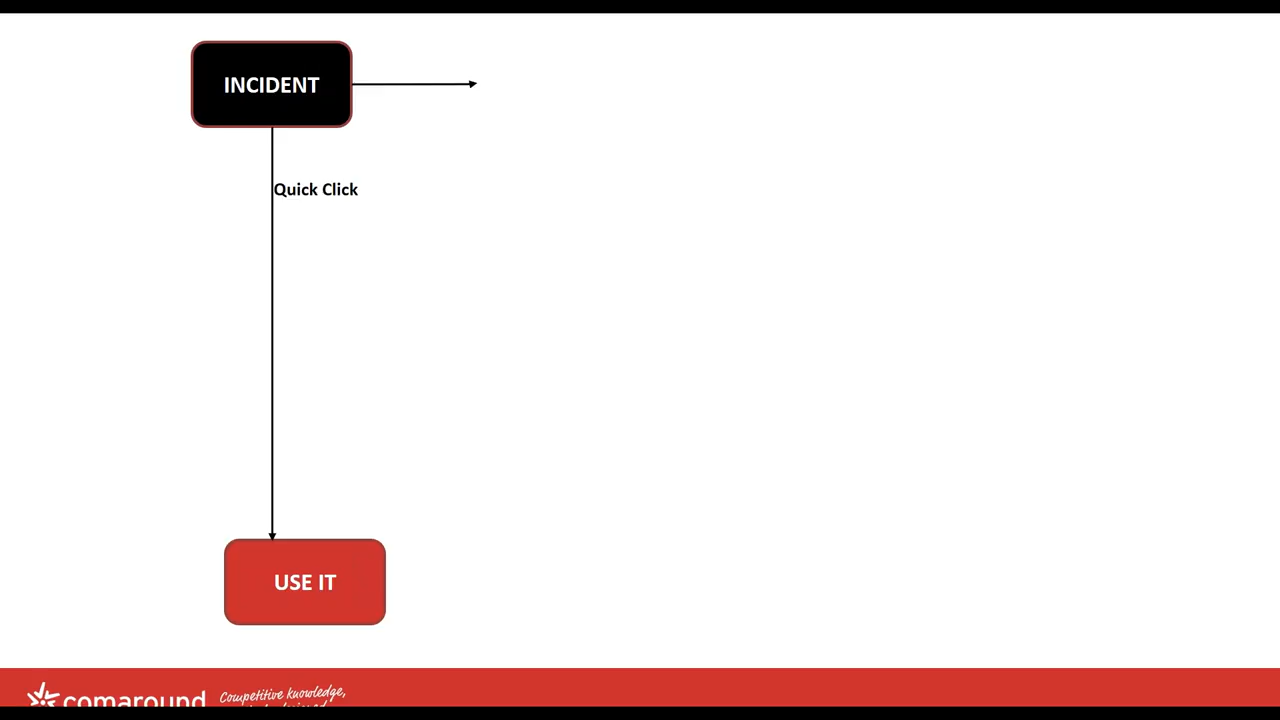 INCIDENT
Quick Click
USE IT
comaround
Competitive knowledge,